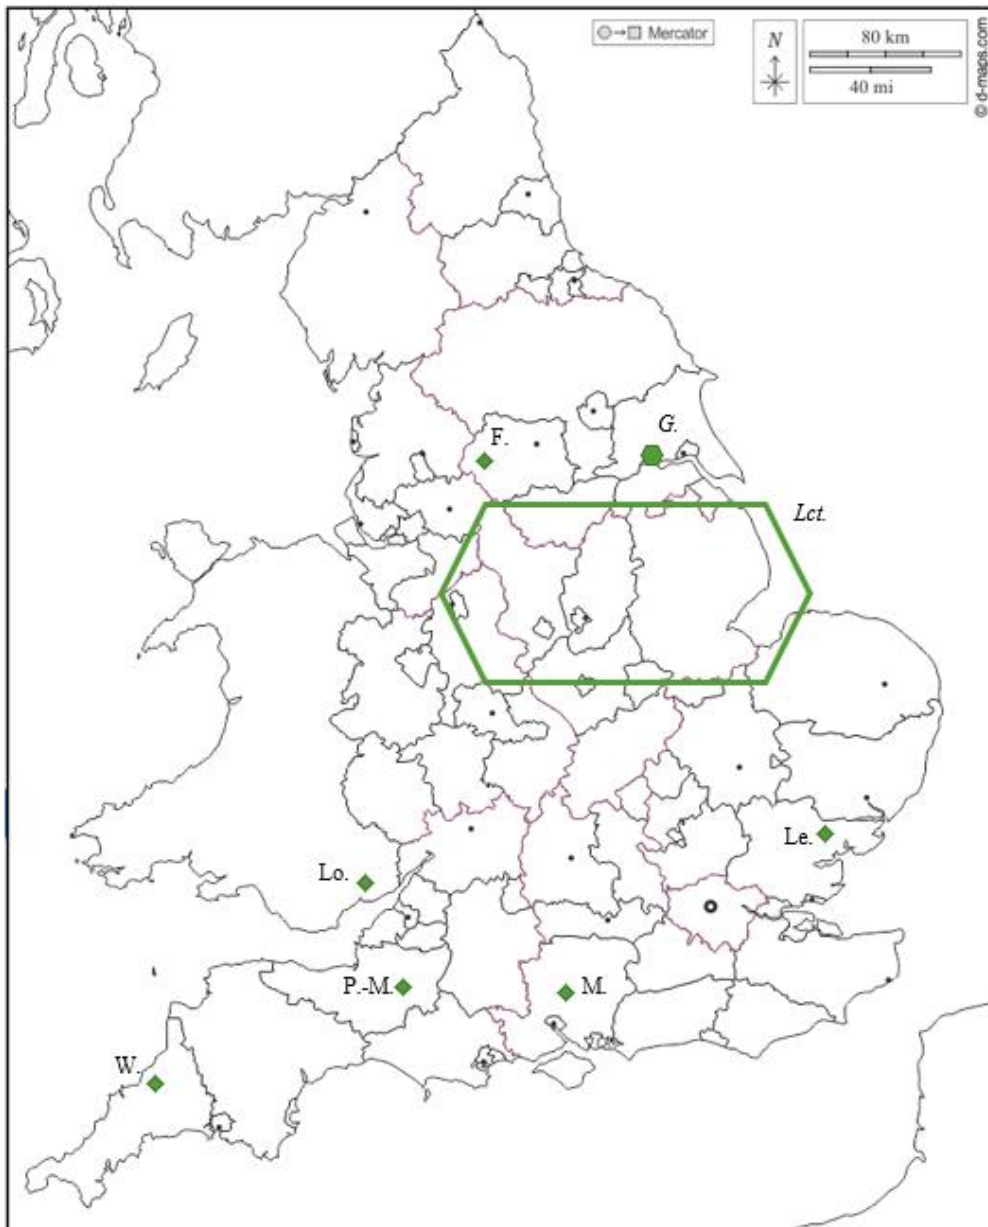 Mercator
N
80 km
40 mi
© d-maps.com
F.
G.
Lct.
Le.
Lo.
P.-M.
M.
W.